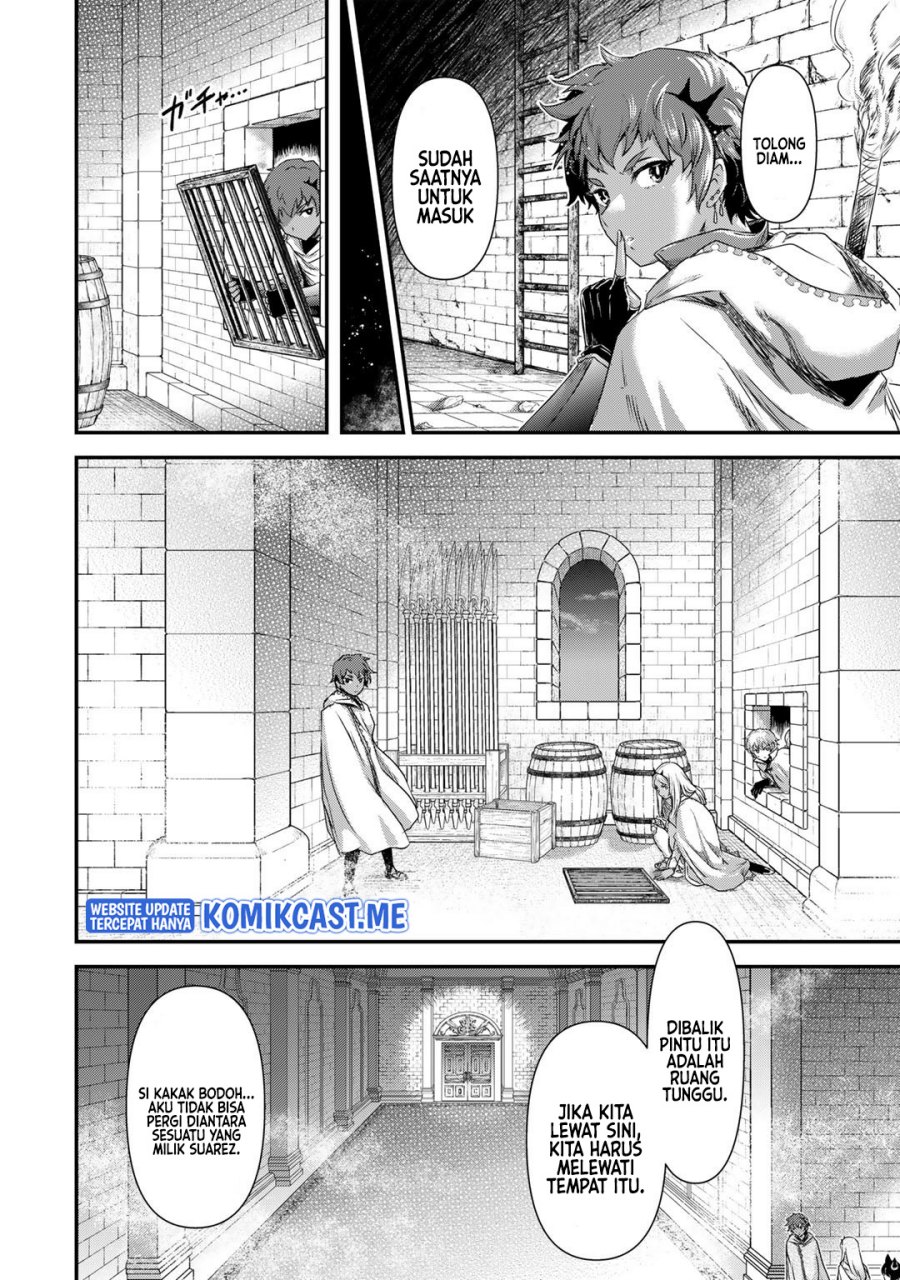 TOLONG
DIAM...
SUDAH
SAATNYA
UNTUK
MASUK
ガチャ...
WEBSITE UPDATE
TERCEPAT HANYA
KOMIKCAST.ME
DIBALIK
PINTU ITU
ADALAH
RUANG
TUNGGU.
JIKA KITA
LEWAT SINI,
KITA HARUS
MELEWATI
TEMPAT ITU.
SI KAKAK BODOH...
AKU TIDAK BISA
PERGI DIANTARA
SESUATU YANG
MILIK SUAREZ.